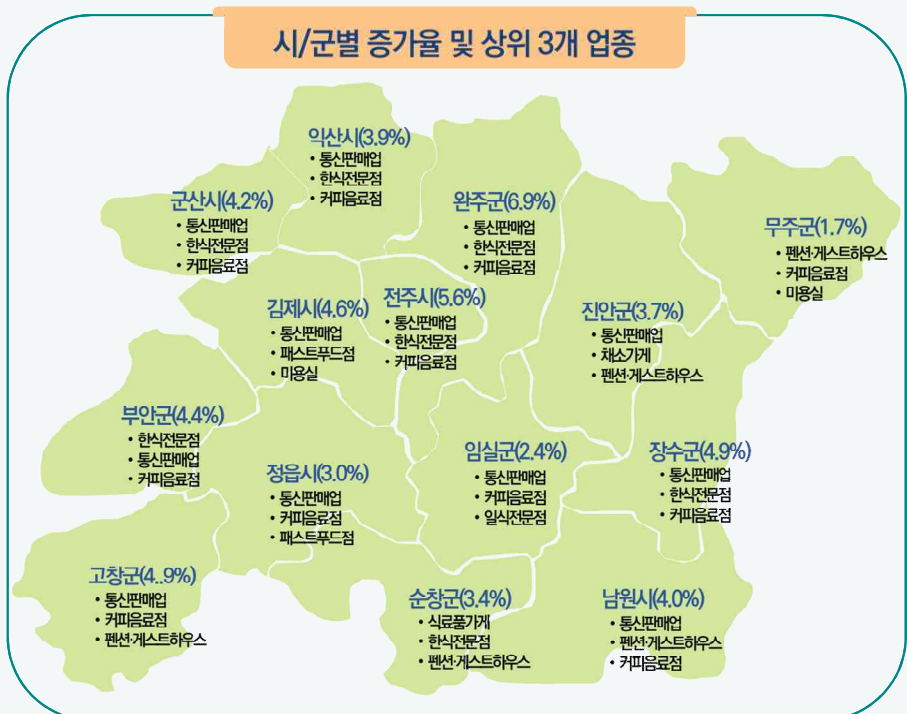 시/군별 증가율 및 상위 3개 업종
익산시(3.9%)
• 통신판매업
• 한식전문점
• 커피음료점
군산시(4.2%)
• 통신판매업
• 한식전문점
• 커피음료점
완주군(6.9%)
• 통신판매업
• 한식전문점
• 커피음료점
무주군(1.7%)
• 펜션·게스트하우스
• 커피음료점
• 미용실
김제시(4.6%)
• 통신판매업
• 패스트푸드점
• 미용실
전주시(5.6%)
• 통신판매업
• 한식전문점
• 커피음료점
진안군(3.7%)
• 통신판매업
• 채소가게
• 펜션·게스트하우스
부안군(4.4%)
• 한식전문점
• 통신판매업
• 커피음료점
정읍시(3.0%)
• 통신판매업
• 커피음료점
• 패스트푸드점
임실군(2.4%)
• 통신판매업
• 커피음료점
• 일식전문점
장수군(4.9%)
• 통신판매업
• 한식전문점
• 커피음료점
고창군(4..9%)
• 통신판매업
• 커피음료점
• 펜션·게스트하우스
순창군(3.4%)
• 식료품가게
• 한식전문점
• 펜션·게스트하우스
남원시(4.0%)
• 통신판매업
• 펜션·게스트하우스
• 커피음료점